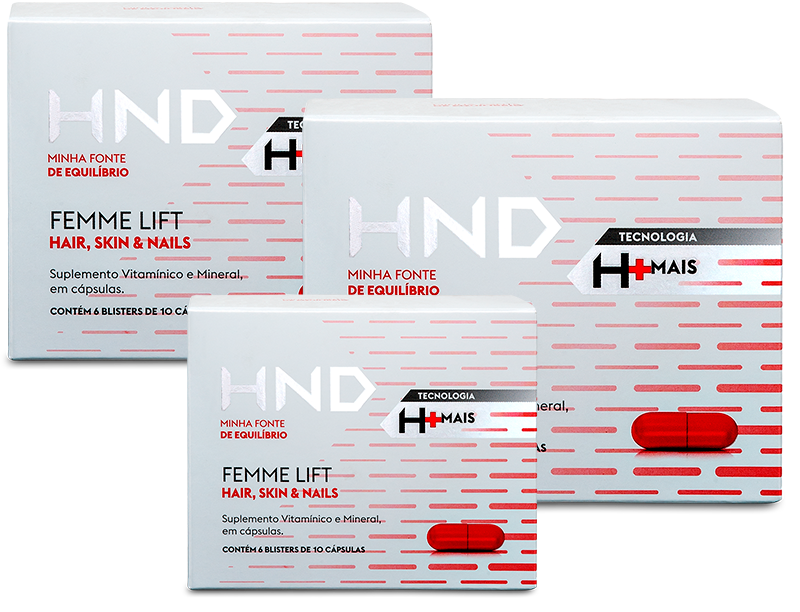 HND
MINHA FONTE
DE EQUILÍBRIO
TEC
H+
FEMME LIFT
HAIR, SKIN & NAILS
Suplemento Vitamínico e Mineral,
em cápsulas.
CONTÉM 6 BLISTERS DE 10
HND
MINHA FONTE
DE EQUILÍBRIO
TECNOLOGIA
H+MAIS
HND
MINHA FONTE
DE EQUILÍBRIO
TECNOLOGIA
H+MAIS
FEMME LIFT
HAIR, SKIN & NAILS
Suplemento Vitamínico e Mineral,
em cápsulas.
CONTÉM 6 BLISTERS DE 10 CÁPSULAS